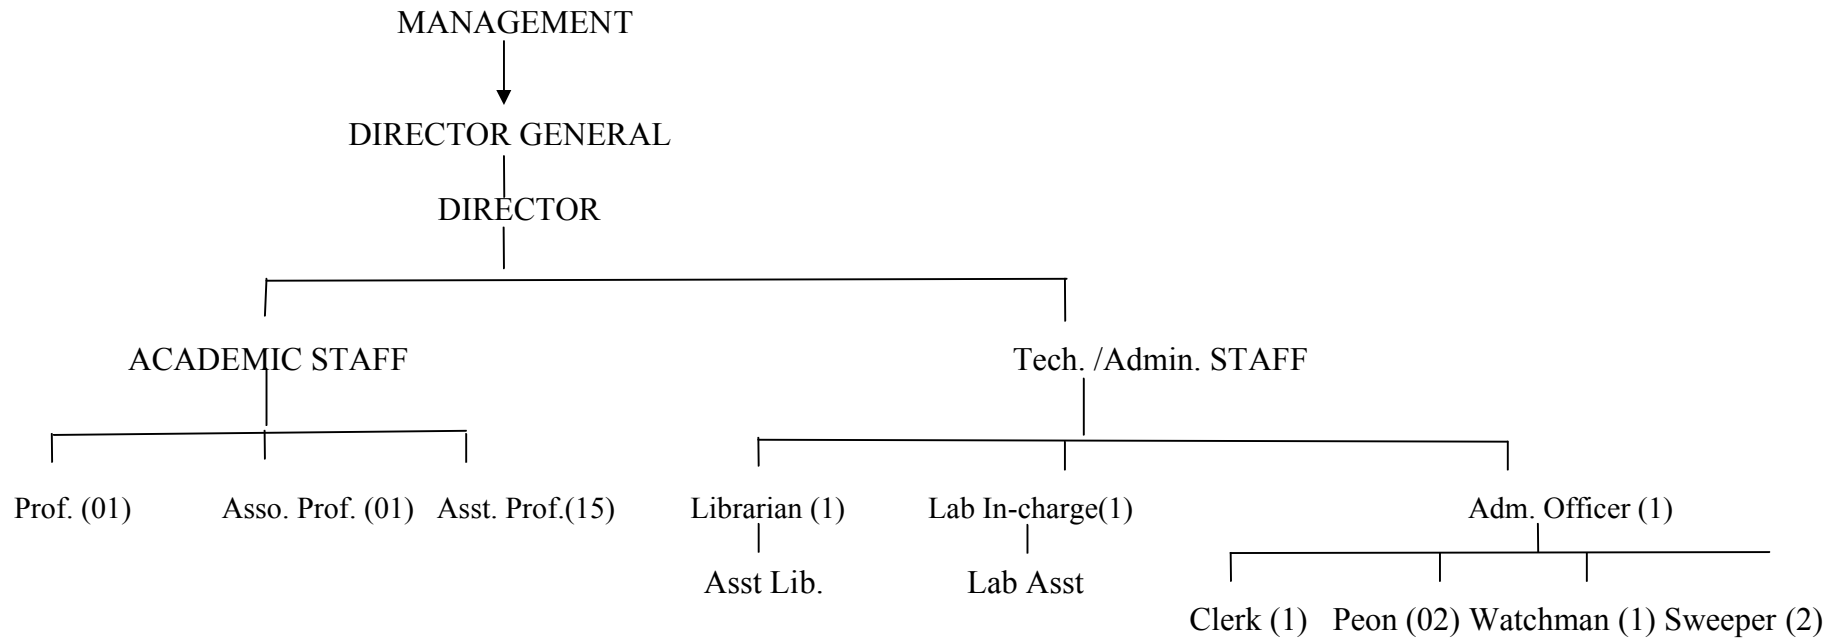 MANAGEMENT
DIRECTOR GENERAL
DIRECTOR
ACADEMIC STAFF Tech. /Admin. STAFF
Prof. (01) Asso. Prof. (01) Asst. Prof.(15) Librarian (1) Lab In-charge(1) Adm. Officer (1)
Asst Lib. Lab Asst
Clerk (1) Peon (02) Watchman (1) Sweeper (2)